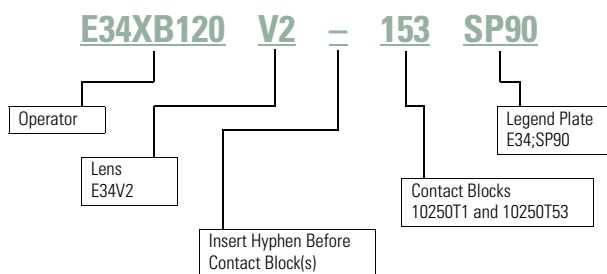 E34XB120 V2 – 153 SP90
Operator
Legend Plate
E34;SP90
Lens
E34V2
Contact Blocks
10250T1 and 10250T53
Insert Hyphen Before
Contact Block(s)